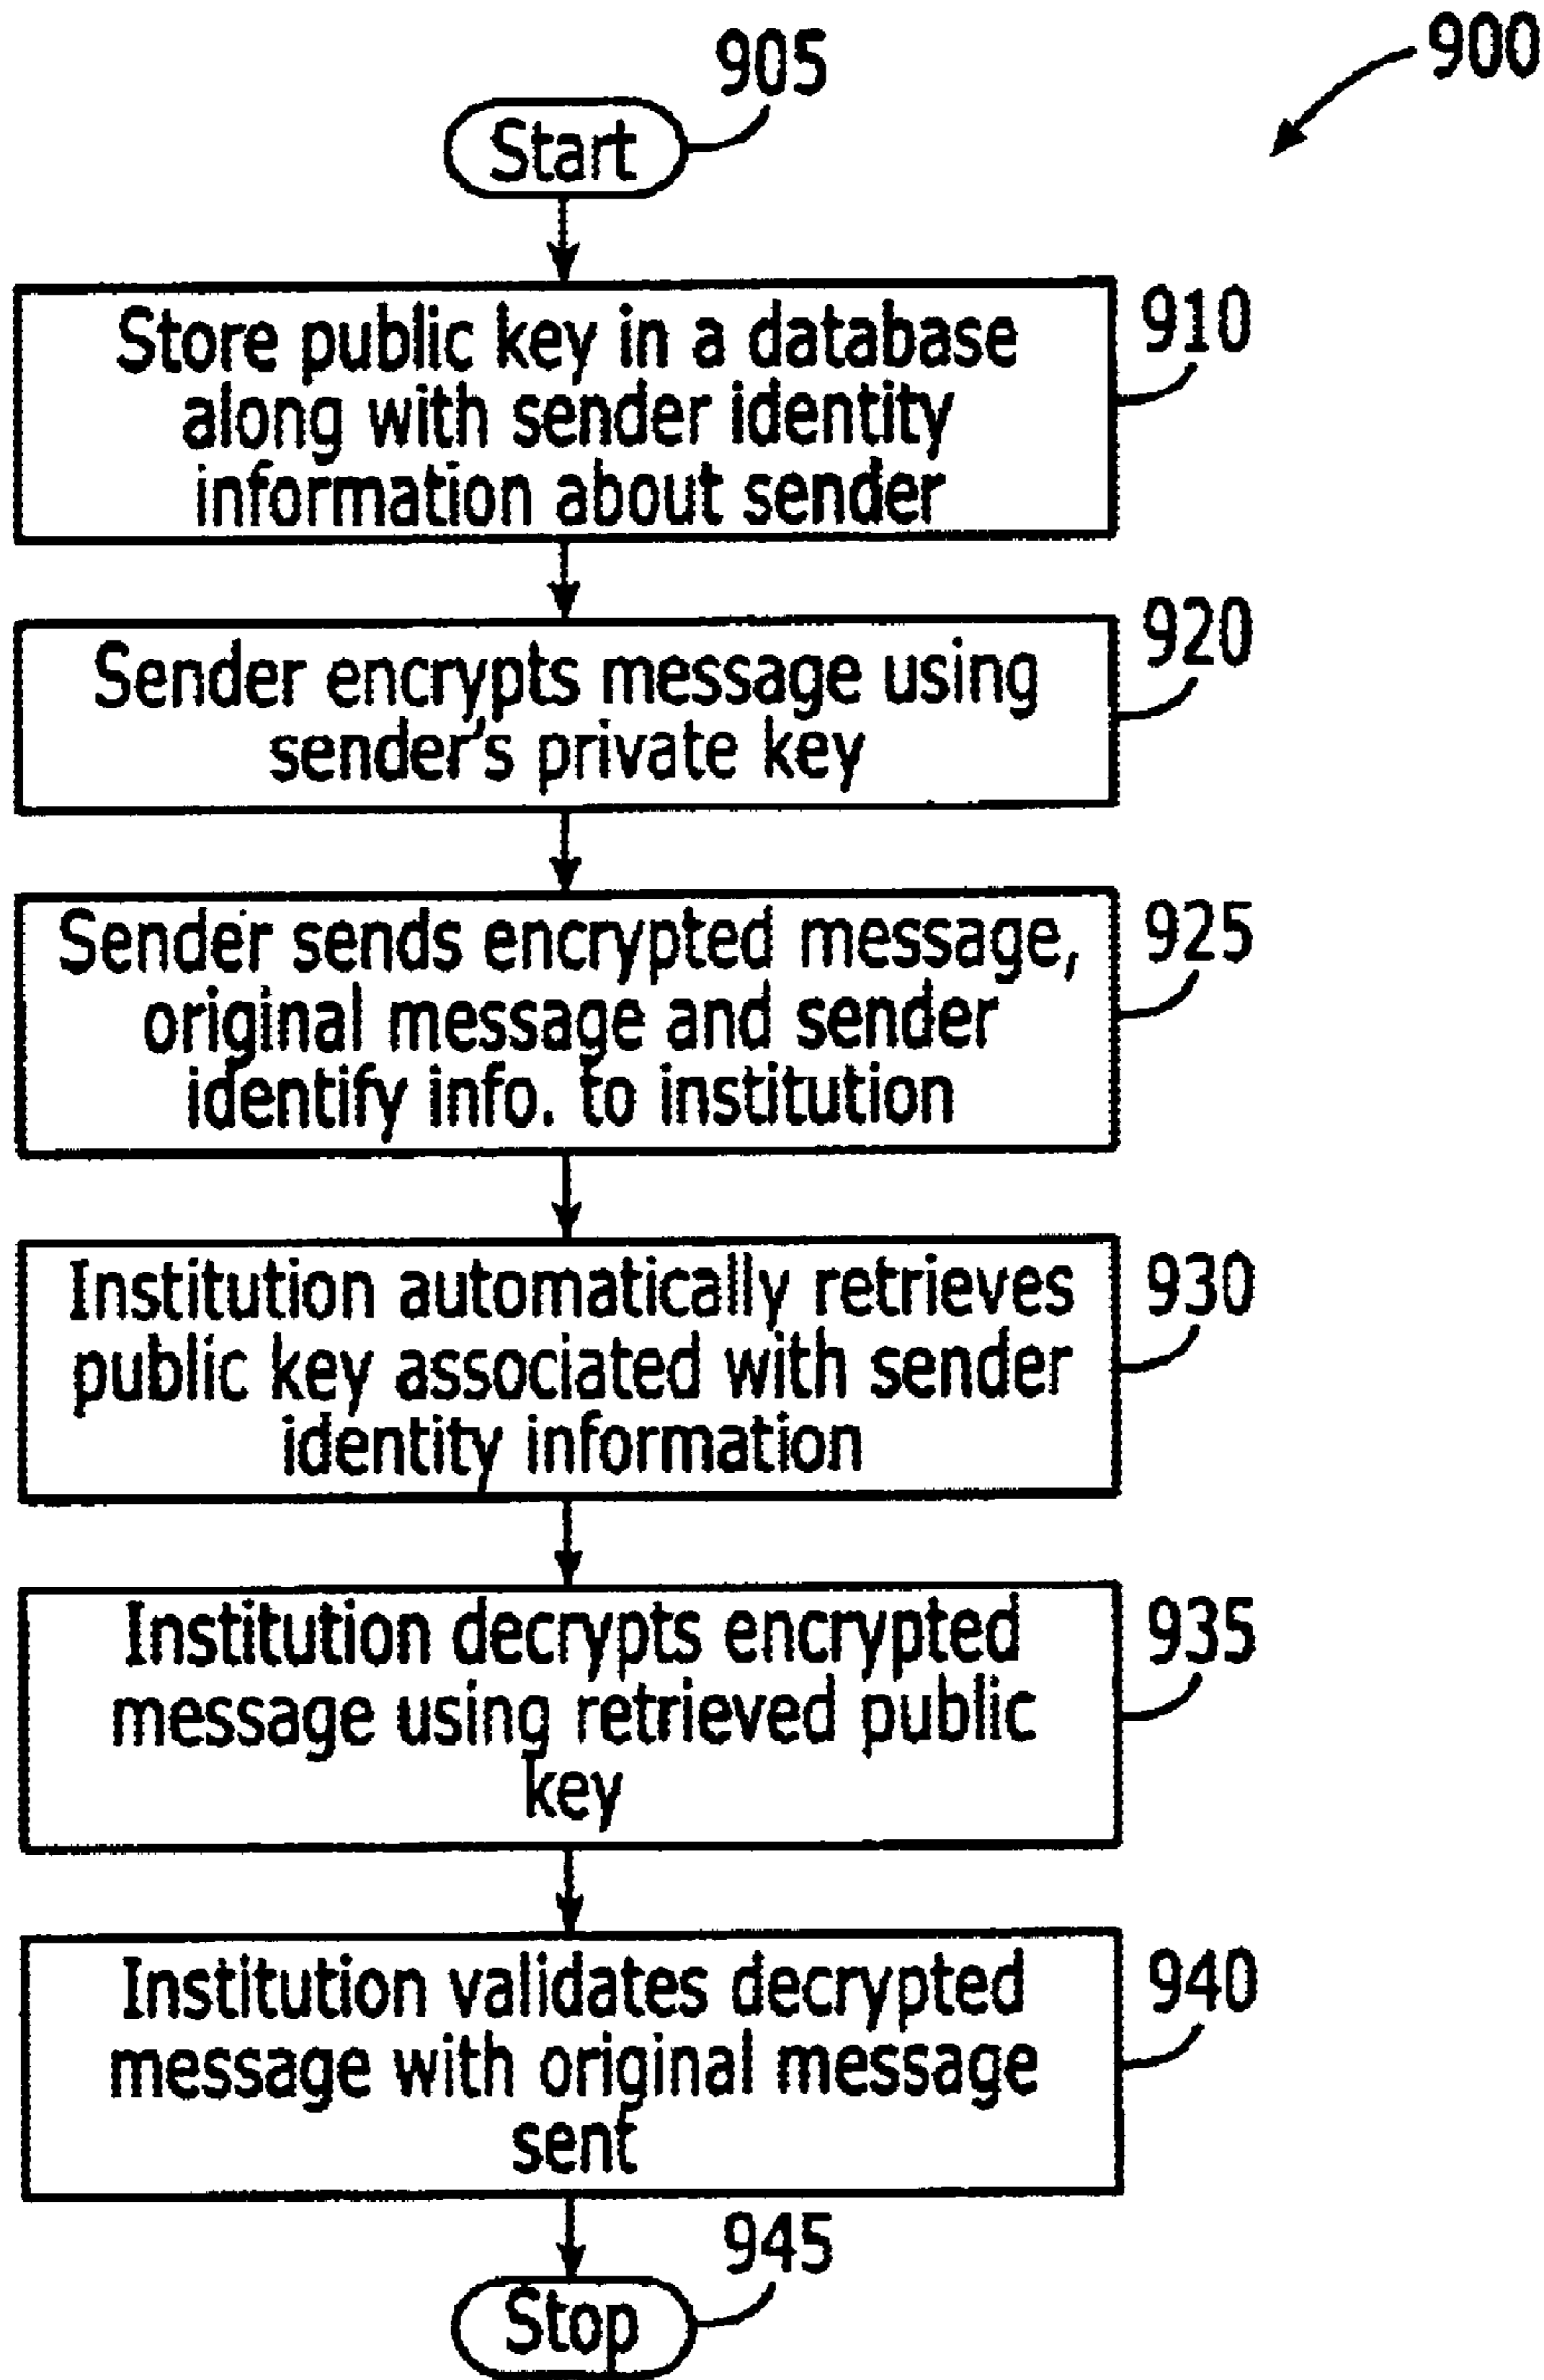 900
905
Start
Store public key in a database
along with sender identity
information about sender
910
Sender encrypts message using
sender's private key
920
Sender sends encrypted message,
original message and sender
identify info. to institution
925
Institution automatically retrieves
public key associated with sender
identity information
930
Institution decrypts encrypted
message using retrieved public
key
935
Institution validates decrypted
message with original message
sent
940
945
Stop